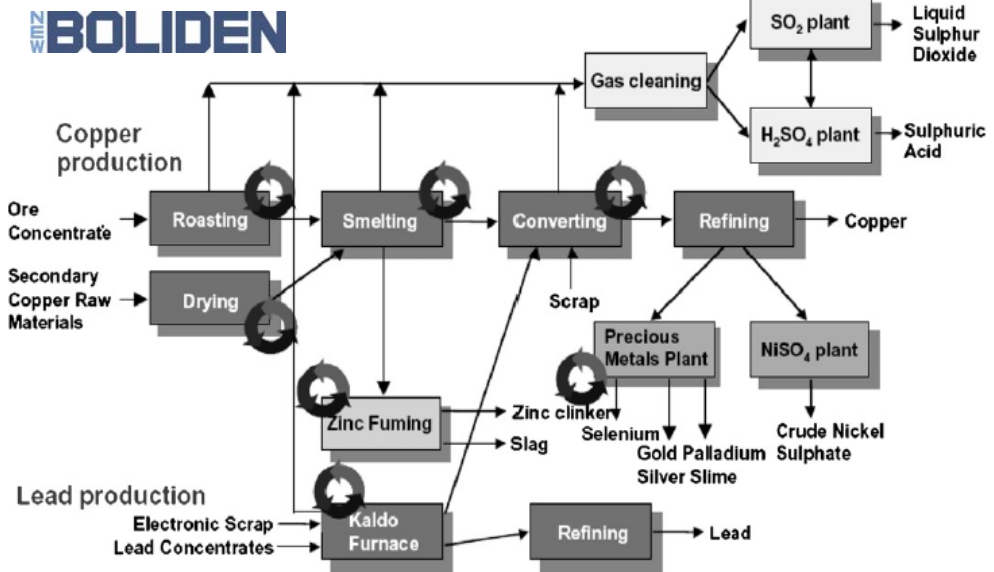 NEW BOLIDEN
SO2 plant
Liquid
Sulphur
Dioxide
Gas cleaning
H2SO4 plant
Sulphuric
Acid
Copper
production
Ore
Concentrate
Roasting
Smelting
Converting
Refining
Copper
Secondary
Copper Raw
Materials
Drying
Scrap
Precious
Metals Plant
NiSO4 plant
Zinc Fuming
Zinc clinker
Slag
Selenium
Gold Palladium
Silver Slime
Crude Nickel
Sulphate
Lead production
Electronic Scrap
Lead Concentrates
Kaldo
Furnace
Refining
Lead